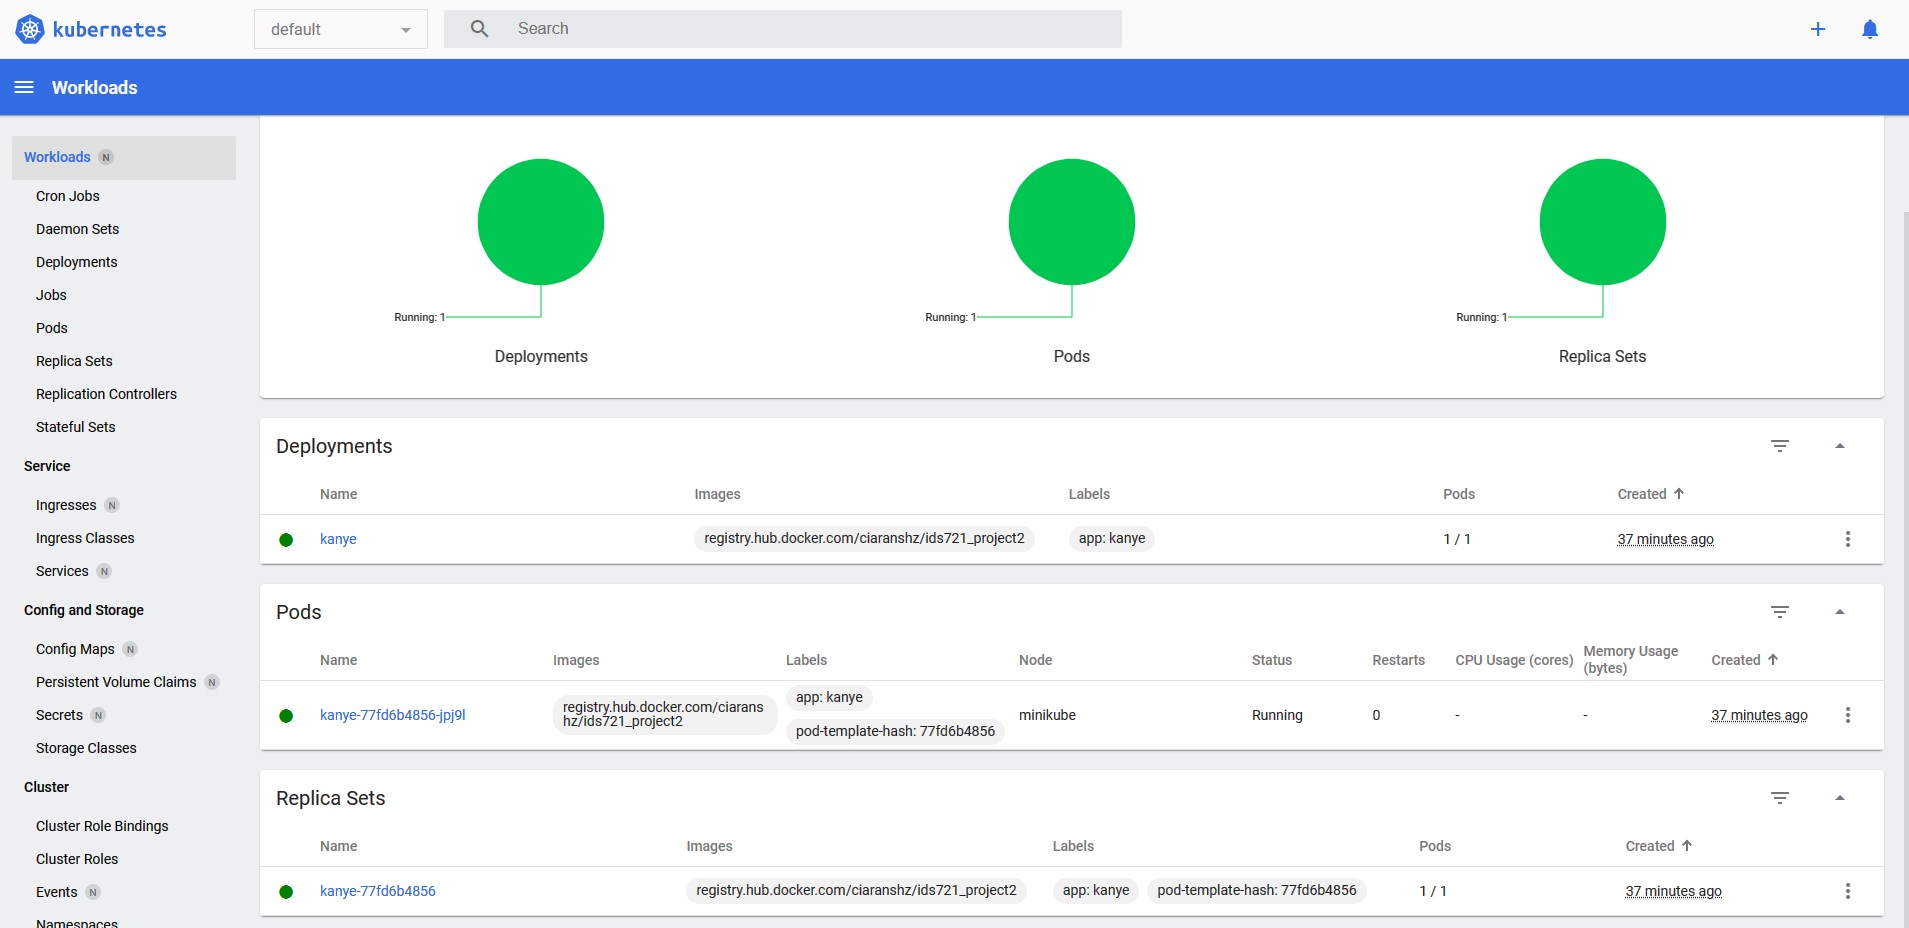 kubernetes
default
Search
Workloads
Workloads N
Cron Jobs
Daemon Sets
Deployments
Jobs
Pods
Replica Sets
Replication Controllers
Stateful Sets
Service
Ingresses N
Ingress Classes
Services N
Config and Storage
Config Maps N
Persistent Volume Claims N
Secrets N
Storage Classes
Cluster
Cluster Role Bindings
Cluster Roles
Events N
Namespaces
Running: 1
Deployments
Running: 1
Pods
Running: 1
Replica Sets
Deployments
Name Images Labels Pods Created
kanye registry.hub.docker.com/ciaranshz/ids721_project2 app: kanye 1 / 1 37 minutes ago
Pods
Name Images Labels Node Status Restarts CPU Usage (cores) Memory Usage
(bytes) Created
kanye-77fd6b4856-jpj9l registry.hub.docker.com/ciarans
hz/ids721_project2 app: kanye
pod-template-hash: 77fd6b4856 minikube Running 0 - - 37 minutes ago
Replica Sets
Name Images Labels Pods Created
kanye-77fd6b4856 registry.hub.docker.com/ciaranshz/ids721_project2 app: kanye pod-template-hash: 77fd6b4856 1 / 1 37 minutes ago